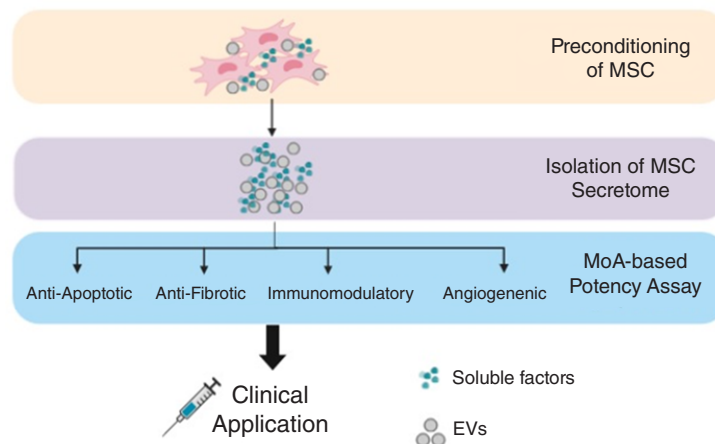 Preconditioning
of MSC
Isolation of MSC
Secretome
MoA-based
Potency Assay
Anti-Apoptotic
Anti-Fibrotic
Immunomodulatory
Angiogenenic
Clinical
Application
Soluble factors
EVs